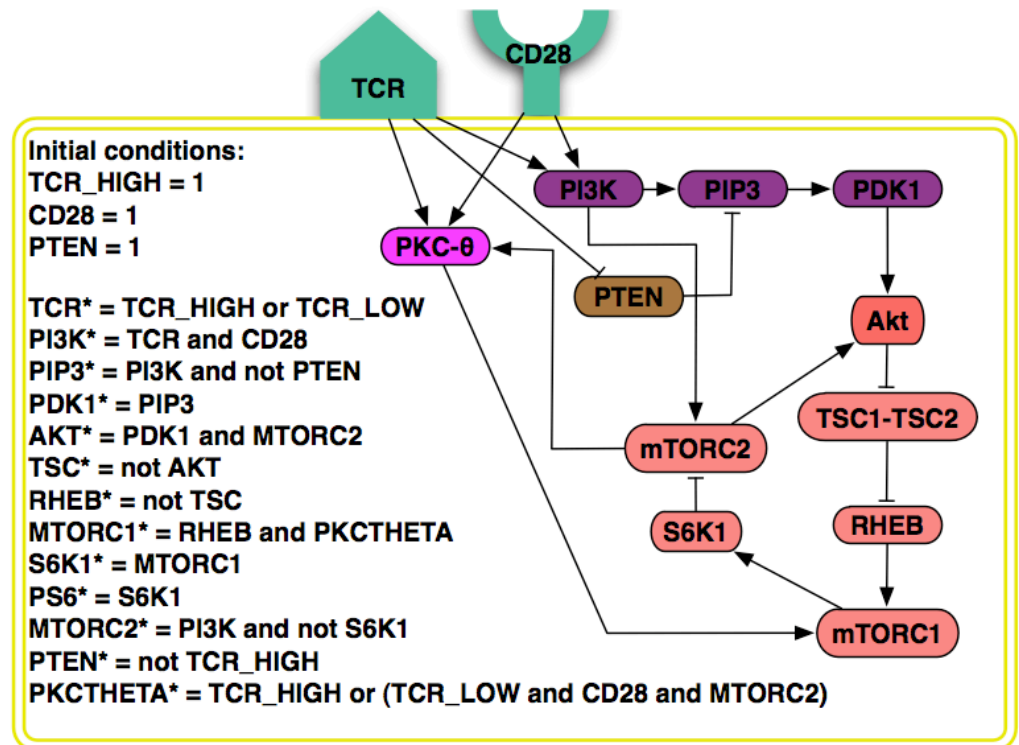 TCR
CD28
Initial conditions:
TCR_HIGH = 1
CD28 = 1
PTEN = 1
TCR* = TCR_HIGH or TCR_LOW
PI3K* = TCR and CD28
PIP3* = PI3K and not PTEN
PDK1* = PIP3
AKT* = PDK1 and MTORC2
TSC* = not AKT
RHEB* = not TSC
MTORC1* = RHEB and PKCTHETA
S6K1* = MTORC1
PS6* = S6K1
MTORC2* = PI3K and not S6K1
PTEN* = not TCR_HIGH
PKCTHETA* = TCR_HIGH or (TCR_LOW and CD28 and MTORC2)
PI3K
PIP3
PDK1
PKC-θ
PTEN
Akt
TSC1-TSC2
mTORC2
S6K1
RHEB
mTORC1